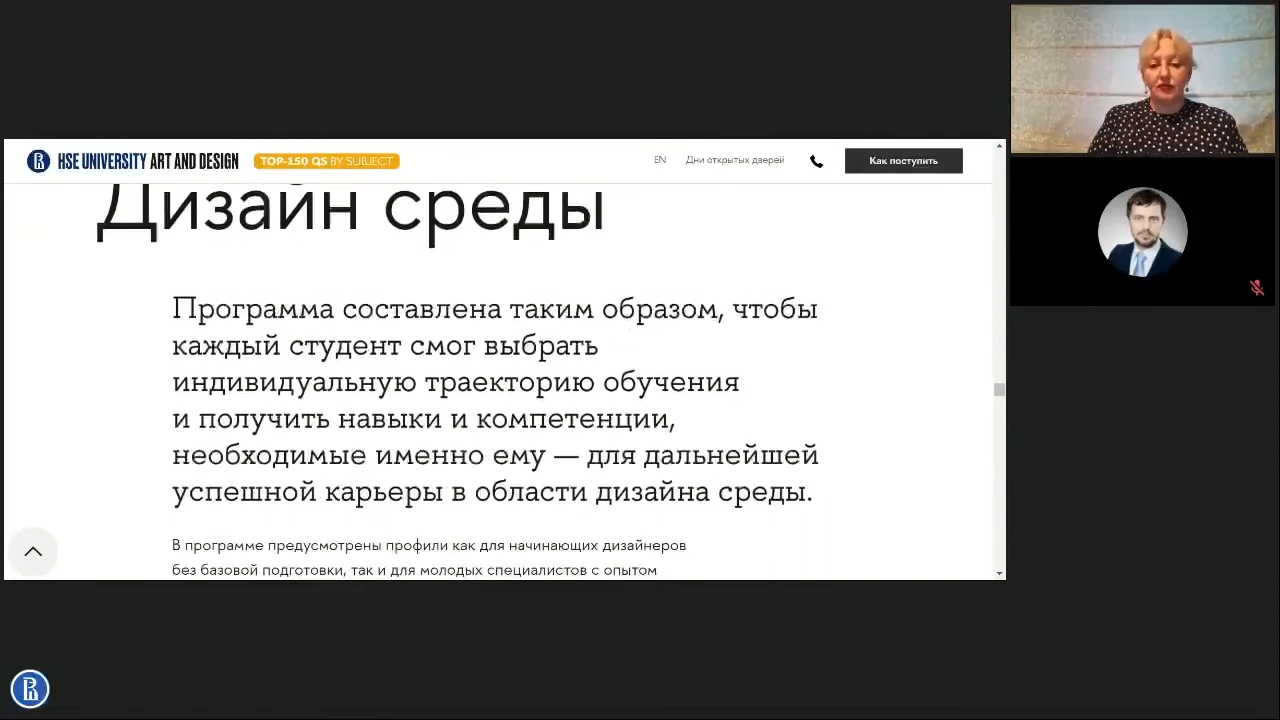 HSE UNIVERSITY ART AND DESIGN TOP-150 QS BY SUBJECT EN Дни открытых дверей Как поступить
Дизайн среды
Программа составлена таким образом, чтобы
каждый студент смог выбрать
индивидуальную траекторию обучения
и получить навыки и компетенции,
необходимые именно ему — для дальнейшей
успешной карьеры в области дизайна среды.
В программе предусмотрены профили как для начинающих дизайнеров
без базовой подготовки, так и для молодых специалистов с опытом